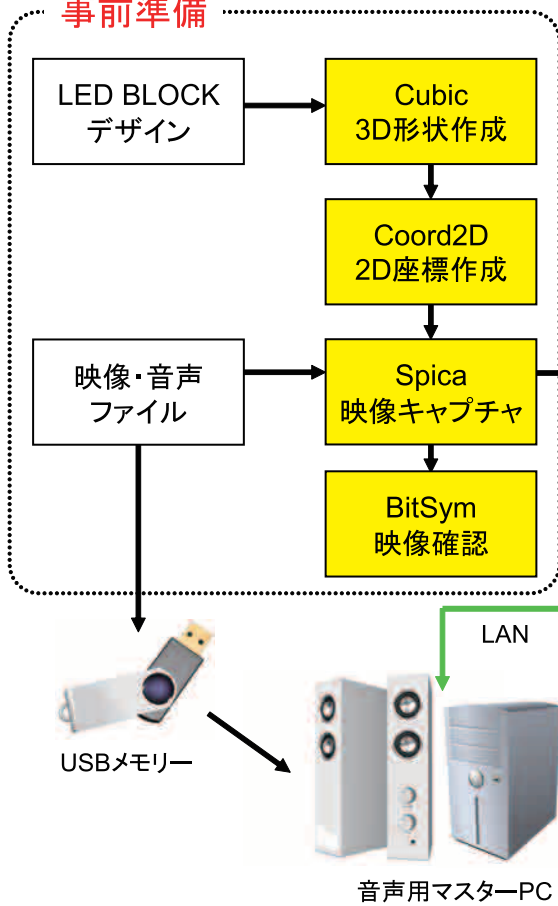 事前準備
LED BLOCK
デザイン
Cubic
3D形状作成
Coord2D
2D座標作成
映像・音声
ファイル
Spica
映像キャプチャ
BitSym
映像確認
LAN
USBメモリー
音声用マスターPC